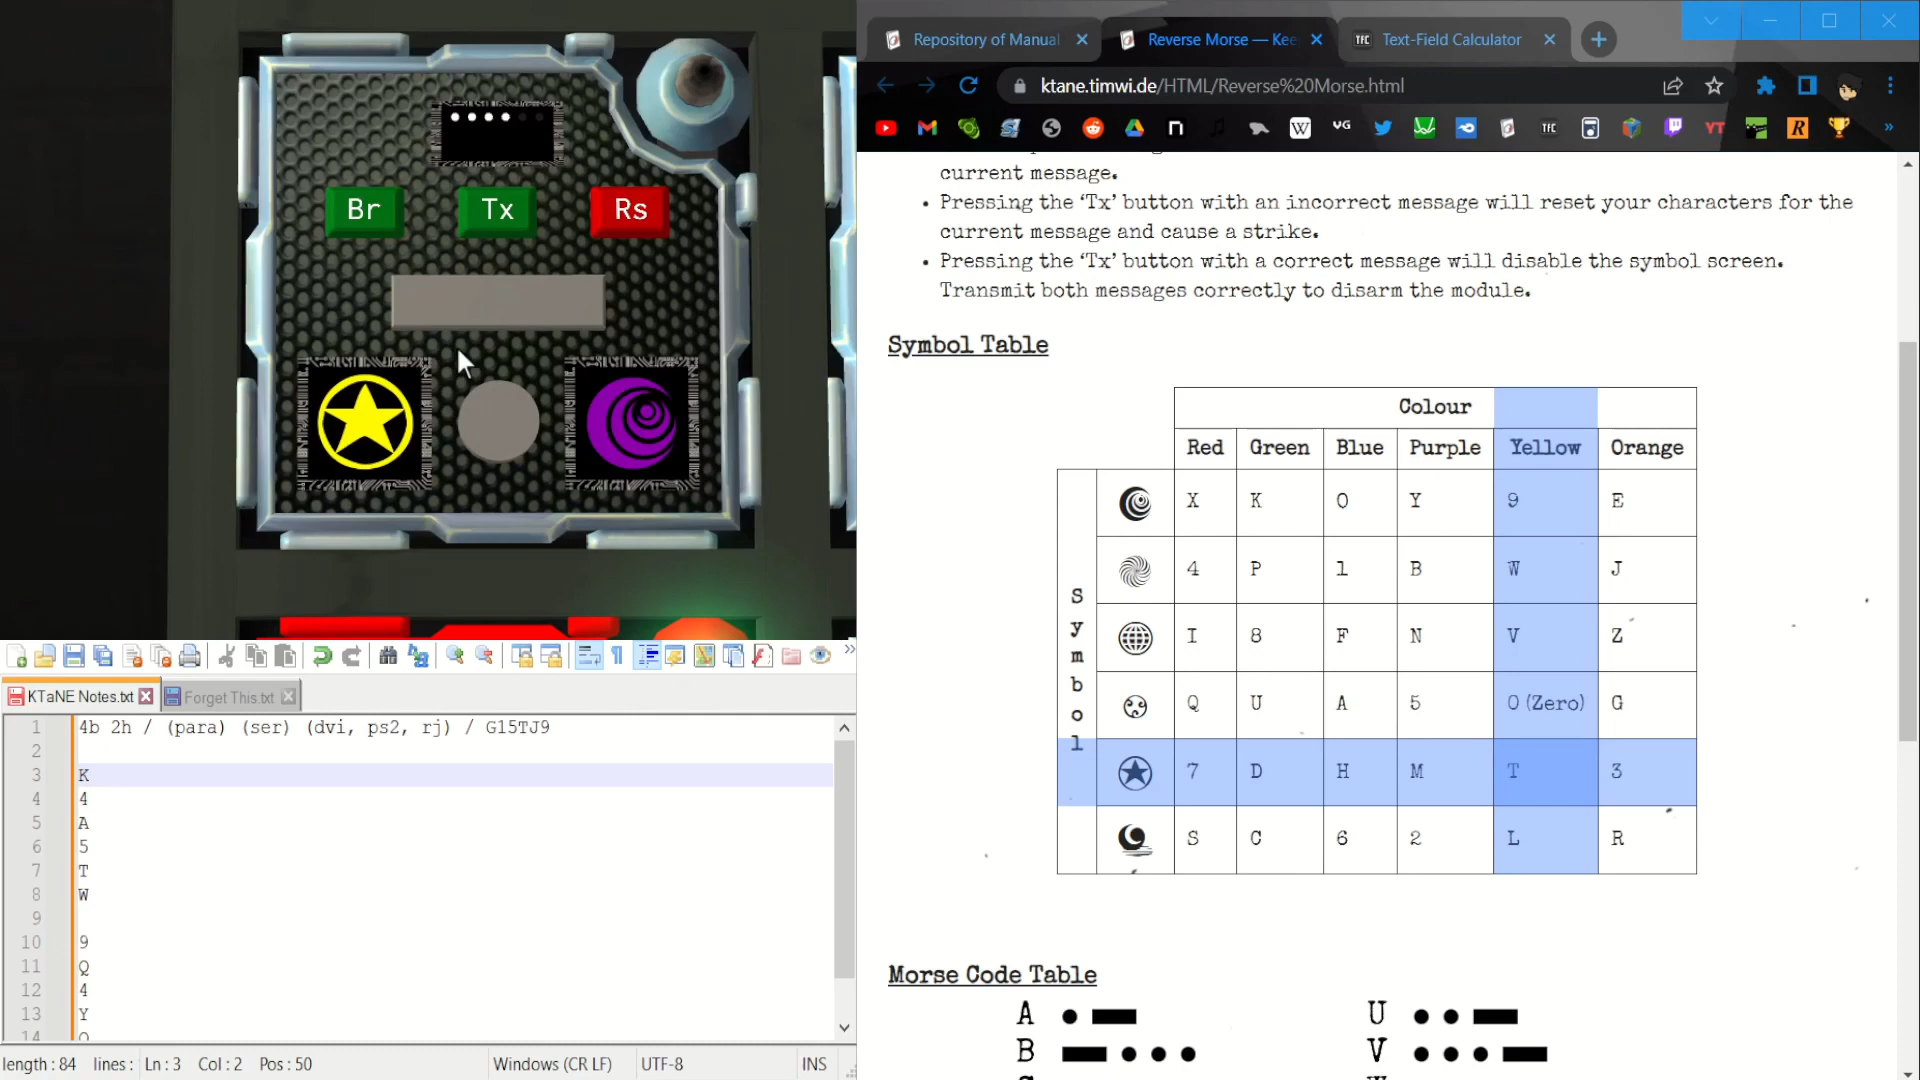 Br Tx Rs
KTaNE Notes.txt Forget This.txt
1 4b 2h / (para) (ser) (dvi, ps2, rj) / G15TJ9
2
3 K
4 4
5 A
6 5
7 T
8 W
9
10 9
11 Q
12 4
13 Y
14
length : 84 lines : Ln : 3 Col : 2 Pos : 50 Windows (CR LF) UTF-8 INS
Repository of Manual Reverse Morse — Kee TFC Text-Field Calculator
ktane.timwi.de/HTML/Reverse%20Morse.html
W VG TFC YT R »
current message.
• Pressing the ‘Tx’ button with an incorrect message will reset your characters for the
current message and cause a strike.
• Pressing the ‘Tx’ button with a correct message will disable the symbol screen.
Transmit both messages correctly to disarm the module.
Symbol Table
Colour
Red Green Blue Purple Yellow Orange
Symbol
X K O Y 9 E
4 P 1 B W J
I 8 F N V Z
Q U A 5 0 (Zero) G
7 D H M T 3
S C 6 2 L R
Morse Code Table
A U
B V